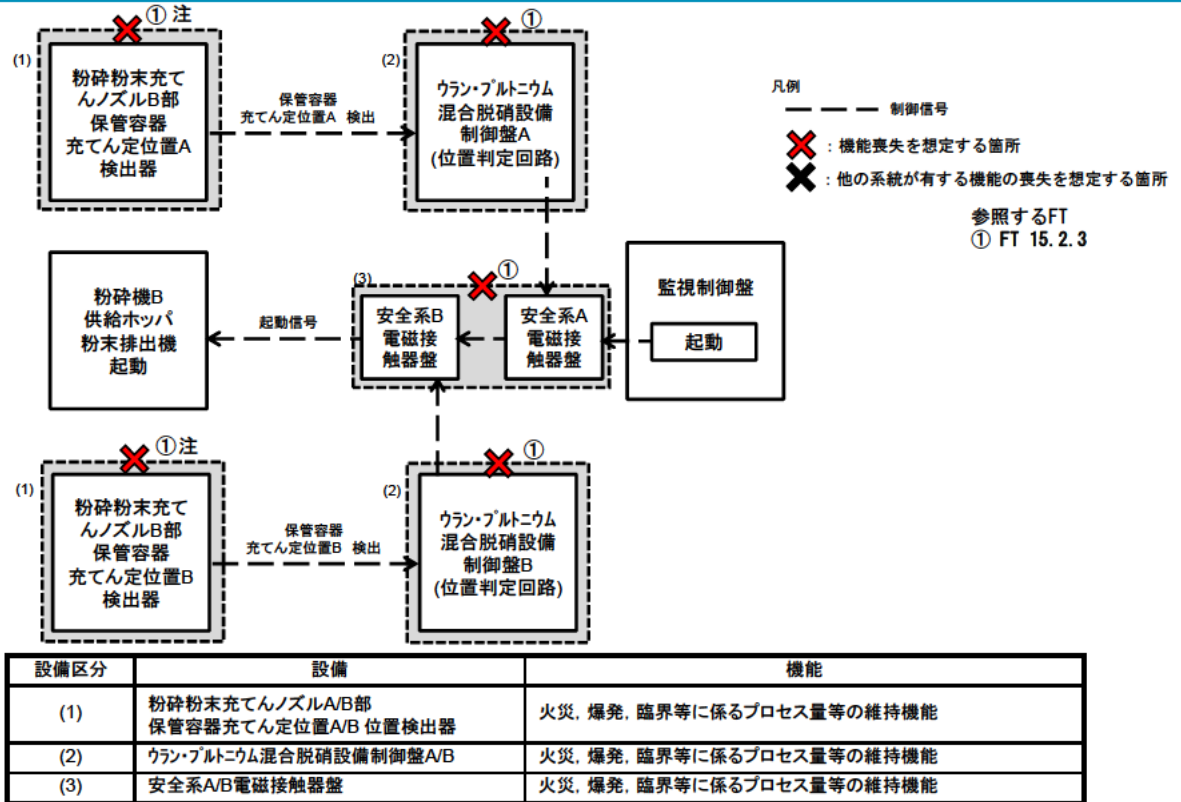 ① 注
(1)
粉砕粉末充て
んノズルB部
保管容器
充てん定位置A
検出器
保管容器
充てん定位置A 検出
①
(2)
ウラン・プルトニウム
混合脱硝設備
制御盤A
(位置判定回路)
凡例
制御信号
：機能喪失を想定する箇所
：他の系統が有する機能の喪失を想定する箇所
参照するFT
① FT 15.2.3
粉砕機B
供給ホッパ
粉末排出機
起動
起動信号
(3)
①
安全系B
電磁接
触器盤
安全系A
電磁接
触器盤
監視制御盤
起動
①注
(1)
粉砕粉末充て
んノズルB部
保管容器
充てん定位置B
検出器
保管容器
充てん定位置B 検出
①
(2)
ウラン・プルトニウム
混合脱硝設備
制御盤B
(位置判定回路)
設備区分 設備 機能
(1) 粉砕粉末充てんノズルA/B部
保管容器充てん定位置A/B 位置検出器 火災, 爆発, 臨界等に係るプロセス量等の維持機能
(2) ウラン・プルトニウム混合脱硝設備制御盤A/B 火災, 爆発, 臨界等に係るプロセス量等の維持機能
(3) 安全系A/B電磁接触器盤 火災, 爆発, 臨界等に係るプロセス量等の維持機能